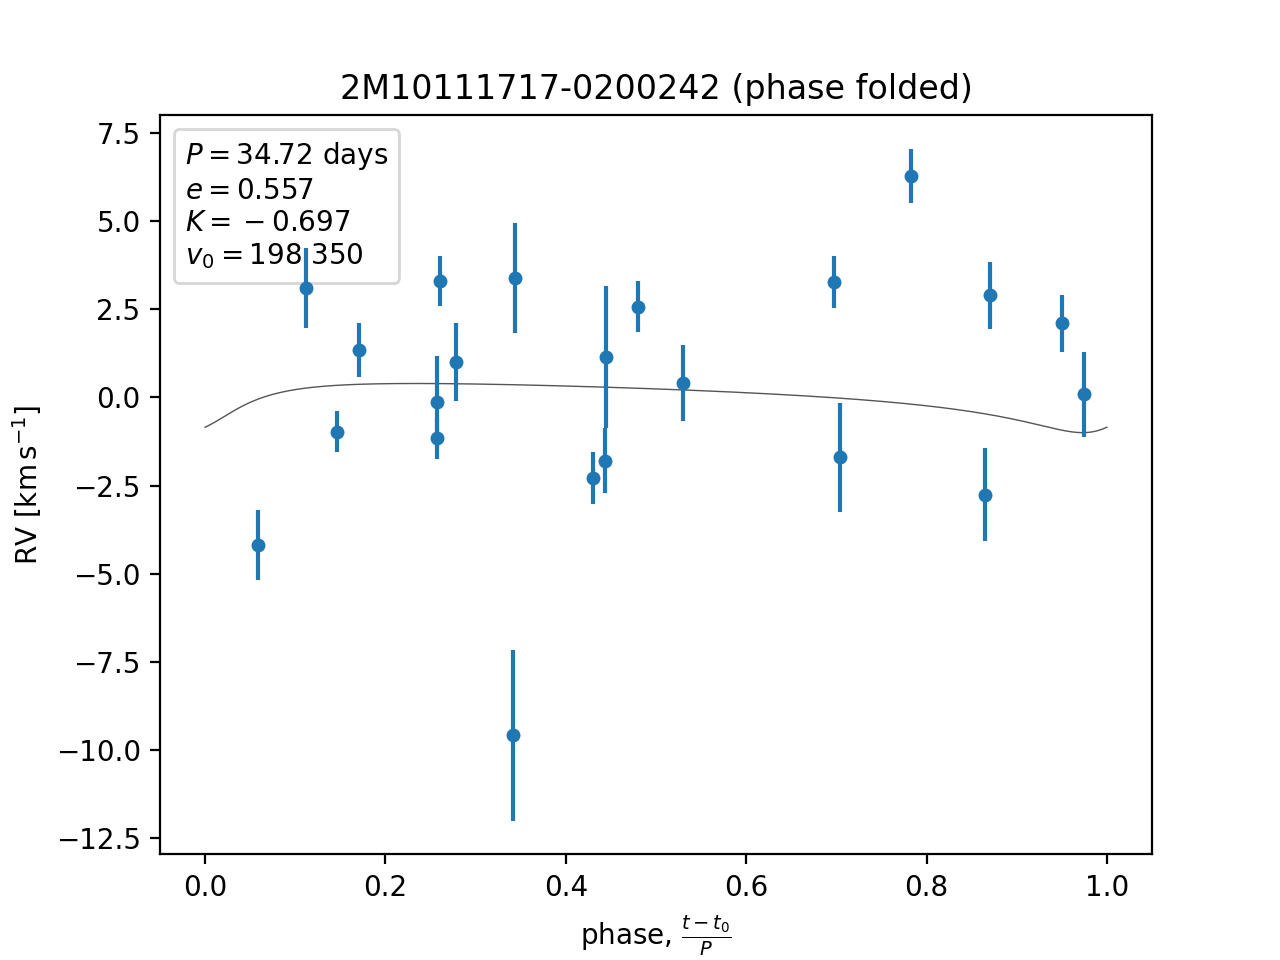 2M10111717-0200242 (phase folded)
P = 34.72 days
e = 0.557
K = −0.697
v₀ = 198.350
7.5
5.0
2.5
0.0
−2.5
−5.0
−7.5
−10.0
−12.5
RV [km s⁻¹]
0.0 0.2 0.4 0.6 0.8 1.0
phase, (t − t₀)/P